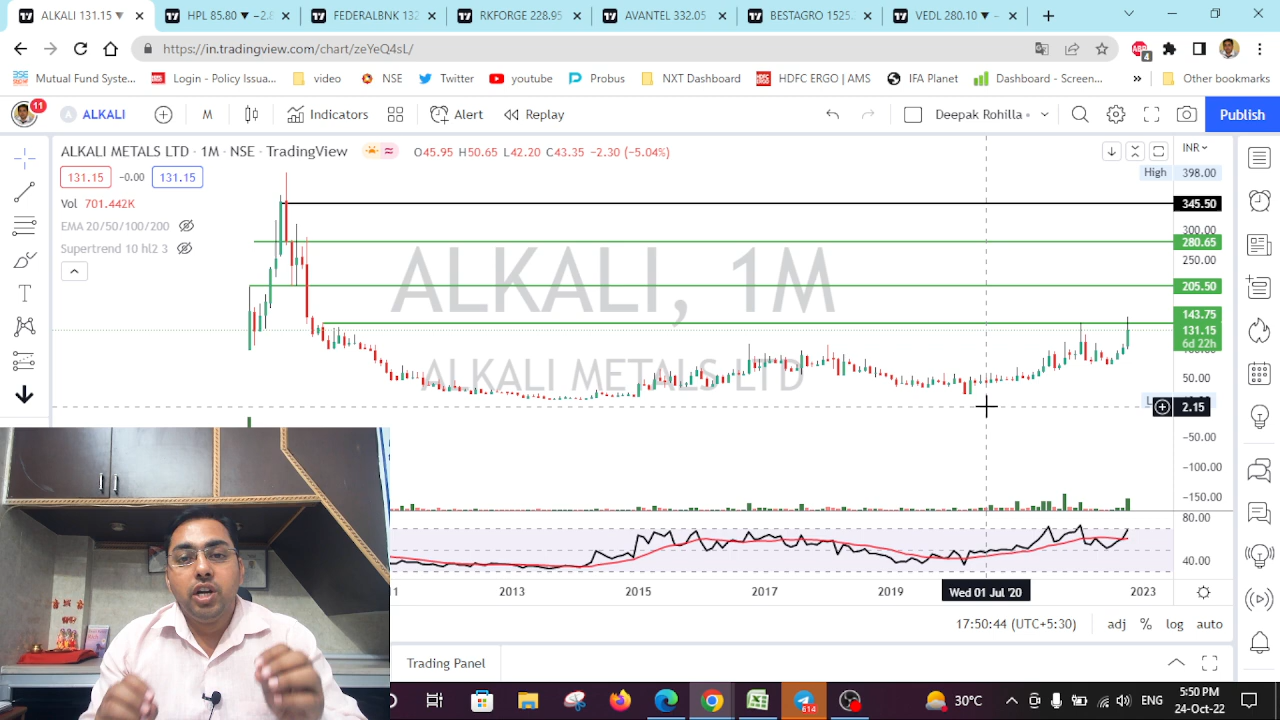 ALKALI 131.15 ▼
HPL 85.80 ▼ −2.8
FEDERALBNK 132
RKFORGE 228.95
AVANTEL 332.05
BESTAGRO 1525.
VEDL 280.10 ▼ −
https://in.tradingview.com/chart/zeYeQ4sL/
ABP
4
Mutual Fund Syste...
Login - Policy Issua...
video
NSE
Twitter
youtube
Probus
NXT Dashboard
HDFC ERGO | AMS
IFA Planet
Dashboard - Screen...
»
Other bookmarks
11
A
ALKALI
M
Indicators
Alert
Replay
Deepak Rohilla
Publish
ALKALI METALS LTD · 1M · NSE · TradingView
O45.95 H50.65 L42.20 C43.35 −2.30 (−5.04%)
INR
131.15
−0.00
131.15
High 398.00
Vol 701.442K
345.50
EMA 20/50/100/200
300.00
280.65
Supertrend 10 hl2 3
250.00
ALKALI, 1M
205.50
143.75
131.15
6d 22h
ALKALI METALS LTD
50.00
2.15
−50.00
−100.00
−150.00
80.00
40.00
2013
2015
2017
2019
Wed 01 Jul '20
2023
17:50:44 (UTC+5:30)
adj
%
log
auto
Trading Panel
614
30°C
ENG
5:50 PM
24-Oct-22